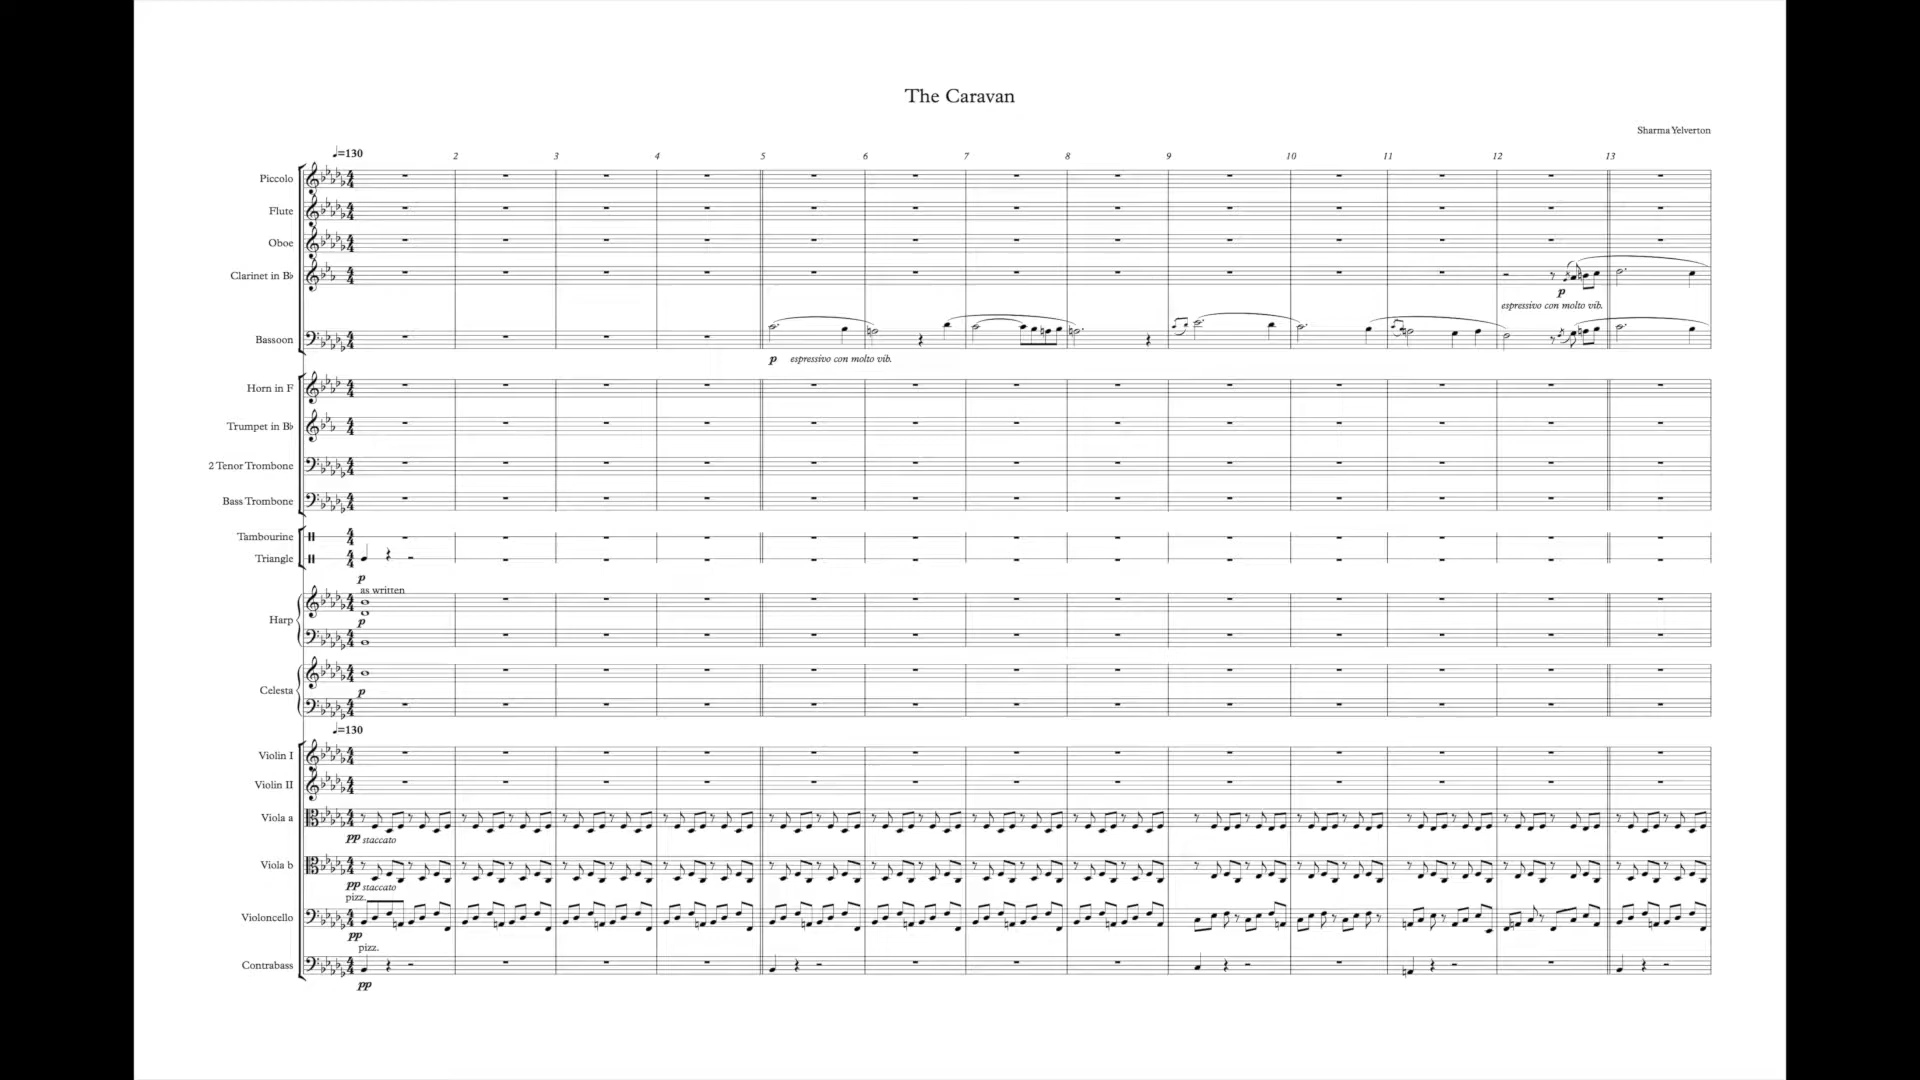 The Caravan
Sharma Yelverton
♩=130
2 3 4 5 6 7 8 9 10 11 12 13
Piccolo
Flute
Oboe
Clarinet in B♭
p
espressivo con molto vib.
Bassoon
p espressivo con molto vib.
Horn in F
Trumpet in B♭
2 Tenor Trombone
Bass Trombone
Tambourine
Triangle
p
as written
Harp
p
Celesta
p
♩=130
Violin I
Violin II
Viola a
pp staccato
Viola b
pp staccato
pizz.
Violoncello
pp
pizz.
Contrabass
pp